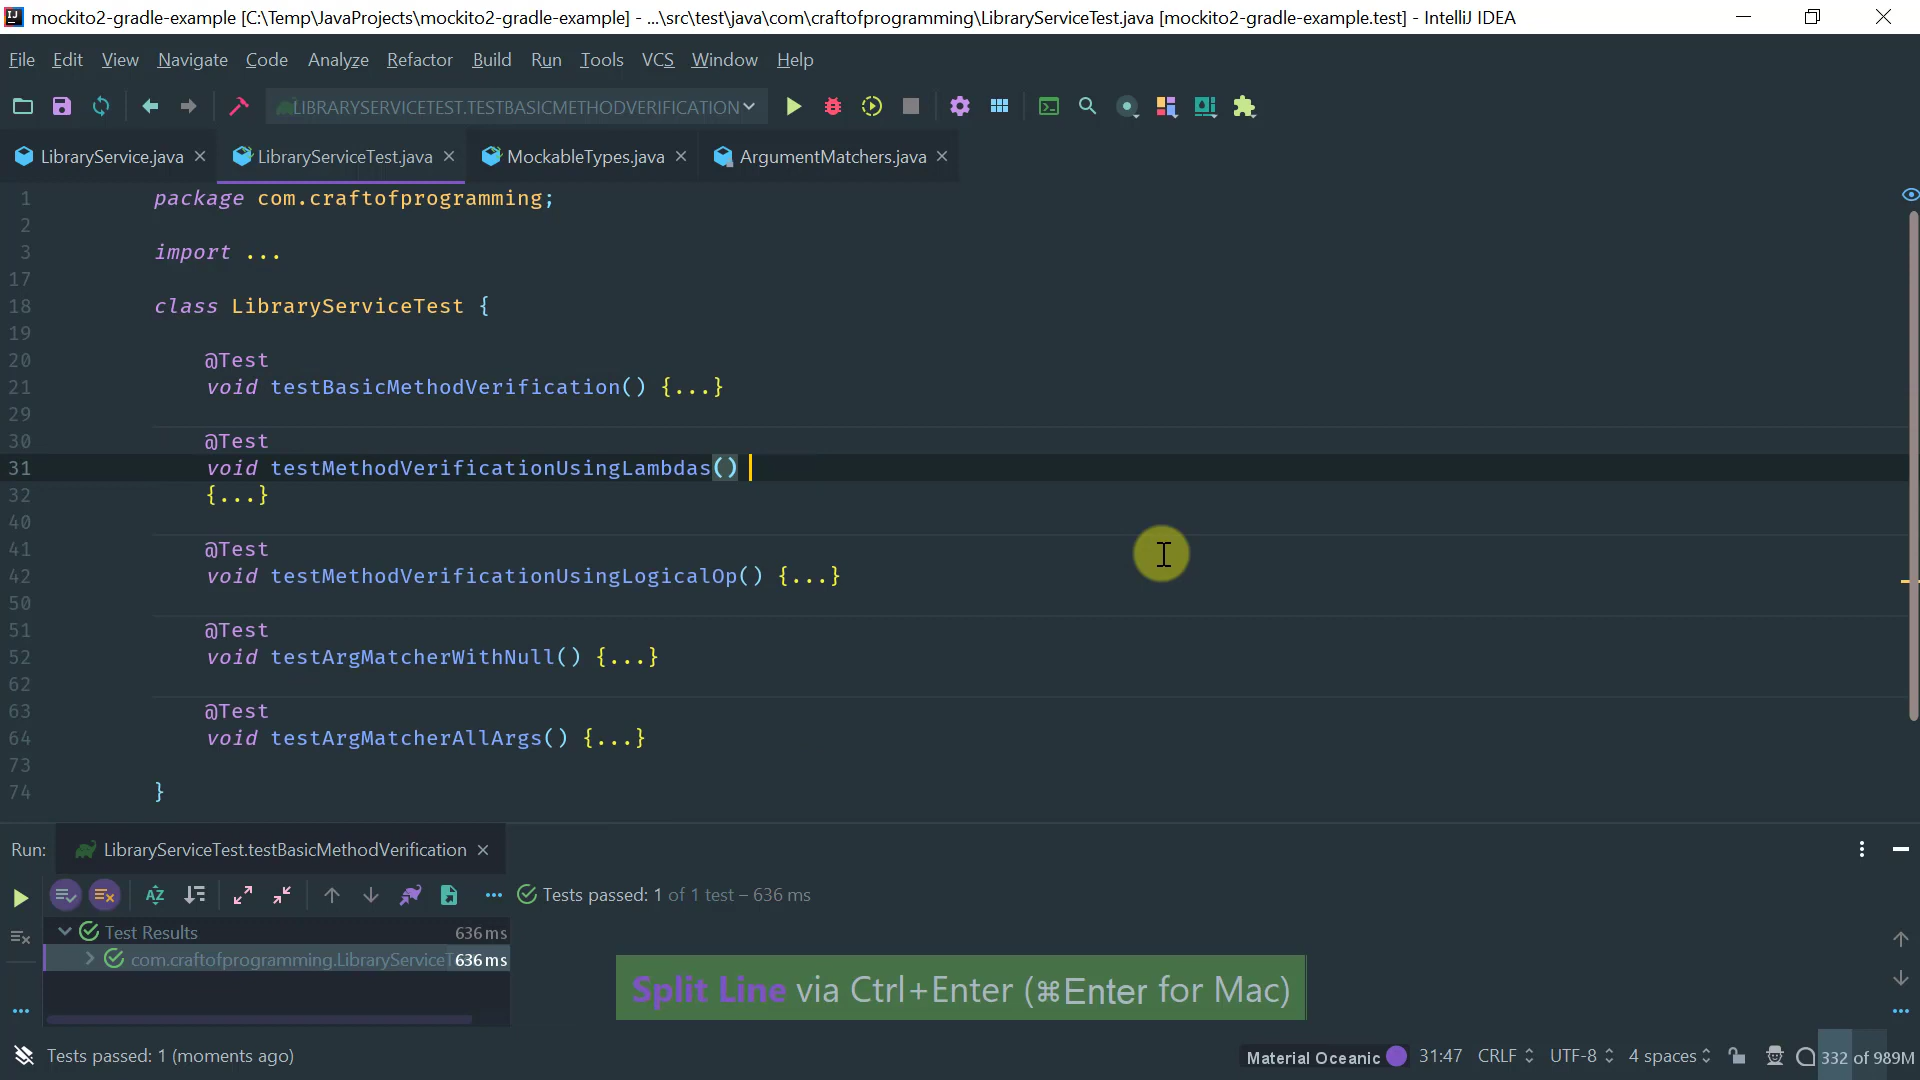 mockito2-gradle-example [C:\Temp\JavaProjects\mockito2-gradle-example] - ...\src\test\java\com\craftofprogramming\LibraryServiceTest.java [mockito2-gradle-example.test] - IntelliJ IDEA
File Edit View Navigate Code Analyze Refactor Build Run Tools VCS Window Help
LIBRARYSERVICETEST.TESTBASICMETHODVERIFICATION
LibraryService.java LibraryServiceTest.java MockableTypes.java ArgumentMatchers.java
1 package com.craftofprogramming;
2
3 import ...
17
18 class LibraryServiceTest {
19
20 @Test
21 void testBasicMethodVerification() {...}
29
30 @Test
31 void testMethodVerificationUsingLambdas()
32 {...}
40
41 @Test
42 void testMethodVerificationUsingLogicalOp() {...}
50
51 @Test
52 void testArgMatcherWithNull() {...}
62
63 @Test
64 void testArgMatcherAllArgs() {...}
73
74 }
Run: LibraryServiceTest.testBasicMethodVerification
Tests passed: 1 of 1 test – 636 ms
Test Results 636 ms
com.craftofprogramming.LibraryServiceT 636 ms
Split Line via Ctrl+Enter (⌘Enter for Mac)
Tests passed: 1 (moments ago) Material Oceanic 31:47 CRLF UTF-8 4 spaces 332 of 989M